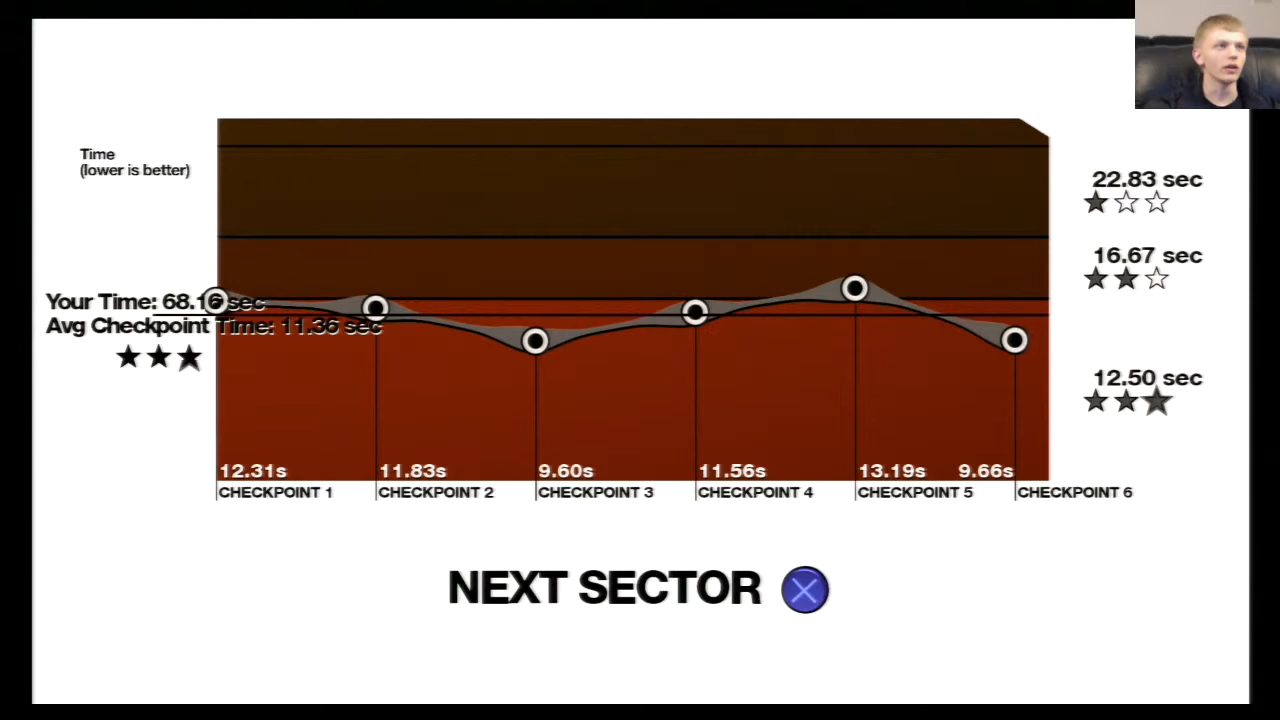 Time
(lower is better)
22.83 sec
16.67 sec
Your Time: 68.16 sec
Avg Checkpoint Time: 11.36 sec
12.50 sec
12.31s 11.83s 9.60s 11.56s 13.19s 9.66s
CHECKPOINT 1 CHECKPOINT 2 CHECKPOINT 3 CHECKPOINT 4 CHECKPOINT 5 CHECKPOINT 6
NEXT SECTOR